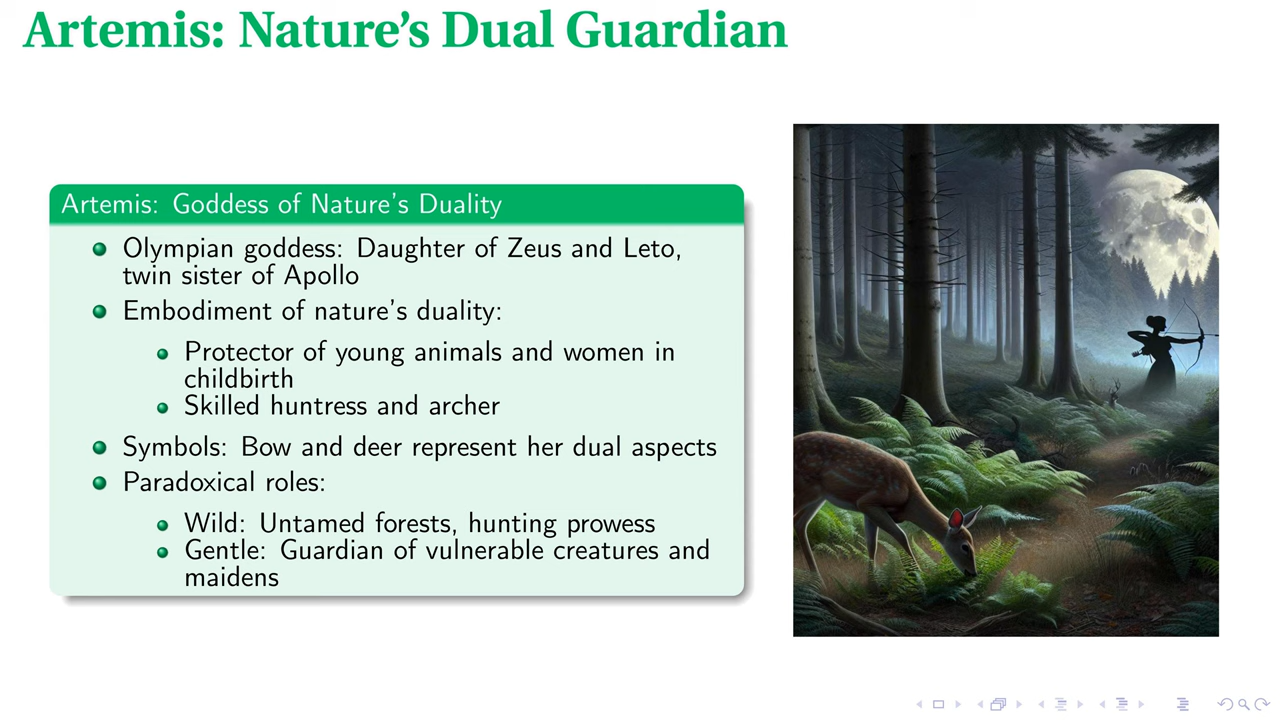 Artemis: Nature’s Dual Guardian
Artemis: Goddess of Nature’s Duality
Olympian goddess: Daughter of Zeus and Leto,
twin sister of Apollo
Embodiment of nature’s duality:
Protector of young animals and women in
childbirth
Skilled huntress and archer
Symbols: Bow and deer represent her dual aspects
Paradoxical roles:
Wild: Untamed forests, hunting prowess
Gentle: Guardian of vulnerable creatures and
maidens